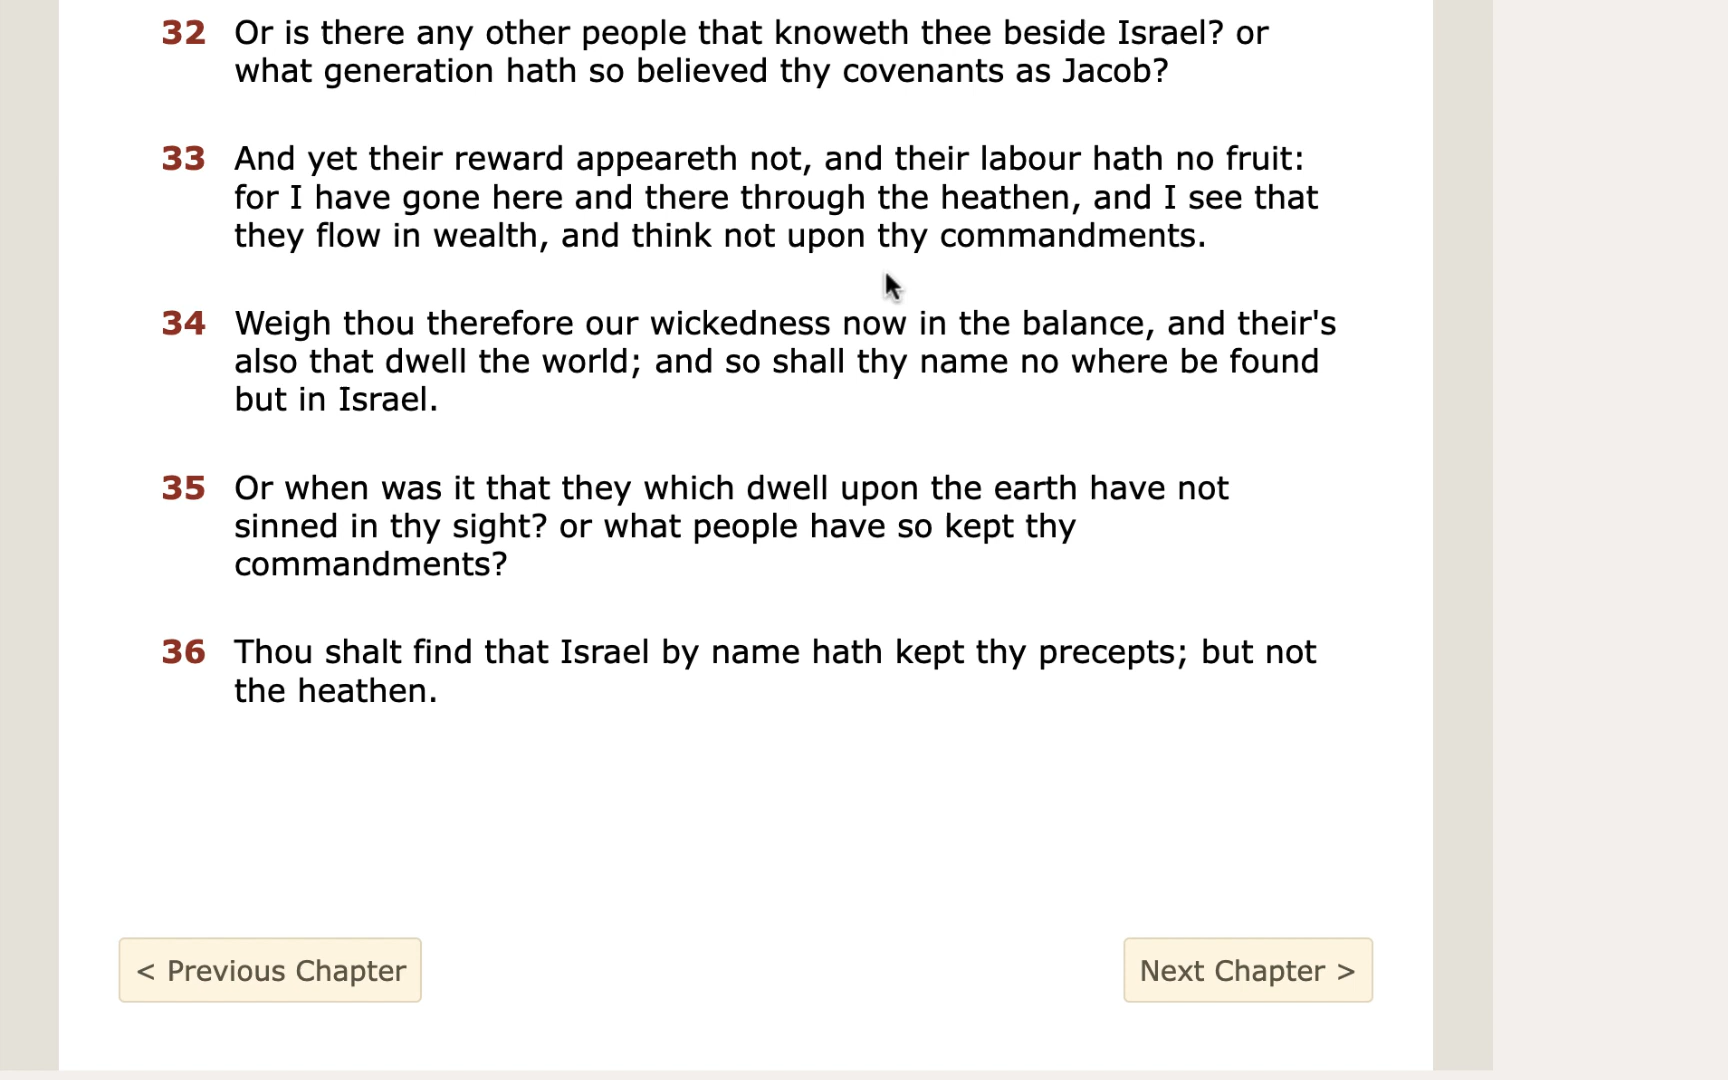 32 Or is there any other people that knoweth thee beside Israel? or
what generation hath so believed thy covenants as Jacob?
33 And yet their reward appeareth not, and their labour hath no fruit:
for I have gone here and there through the heathen, and I see that
they flow in wealth, and think not upon thy commandments.
34 Weigh thou therefore our wickedness now in the balance, and their's
also that dwell the world; and so shall thy name no where be found
but in Israel.
35 Or when was it that they which dwell upon the earth have not
sinned in thy sight? or what people have so kept thy
commandments?
36 Thou shalt find that Israel by name hath kept thy precepts; but not
the heathen.
< Previous Chapter
Next Chapter >